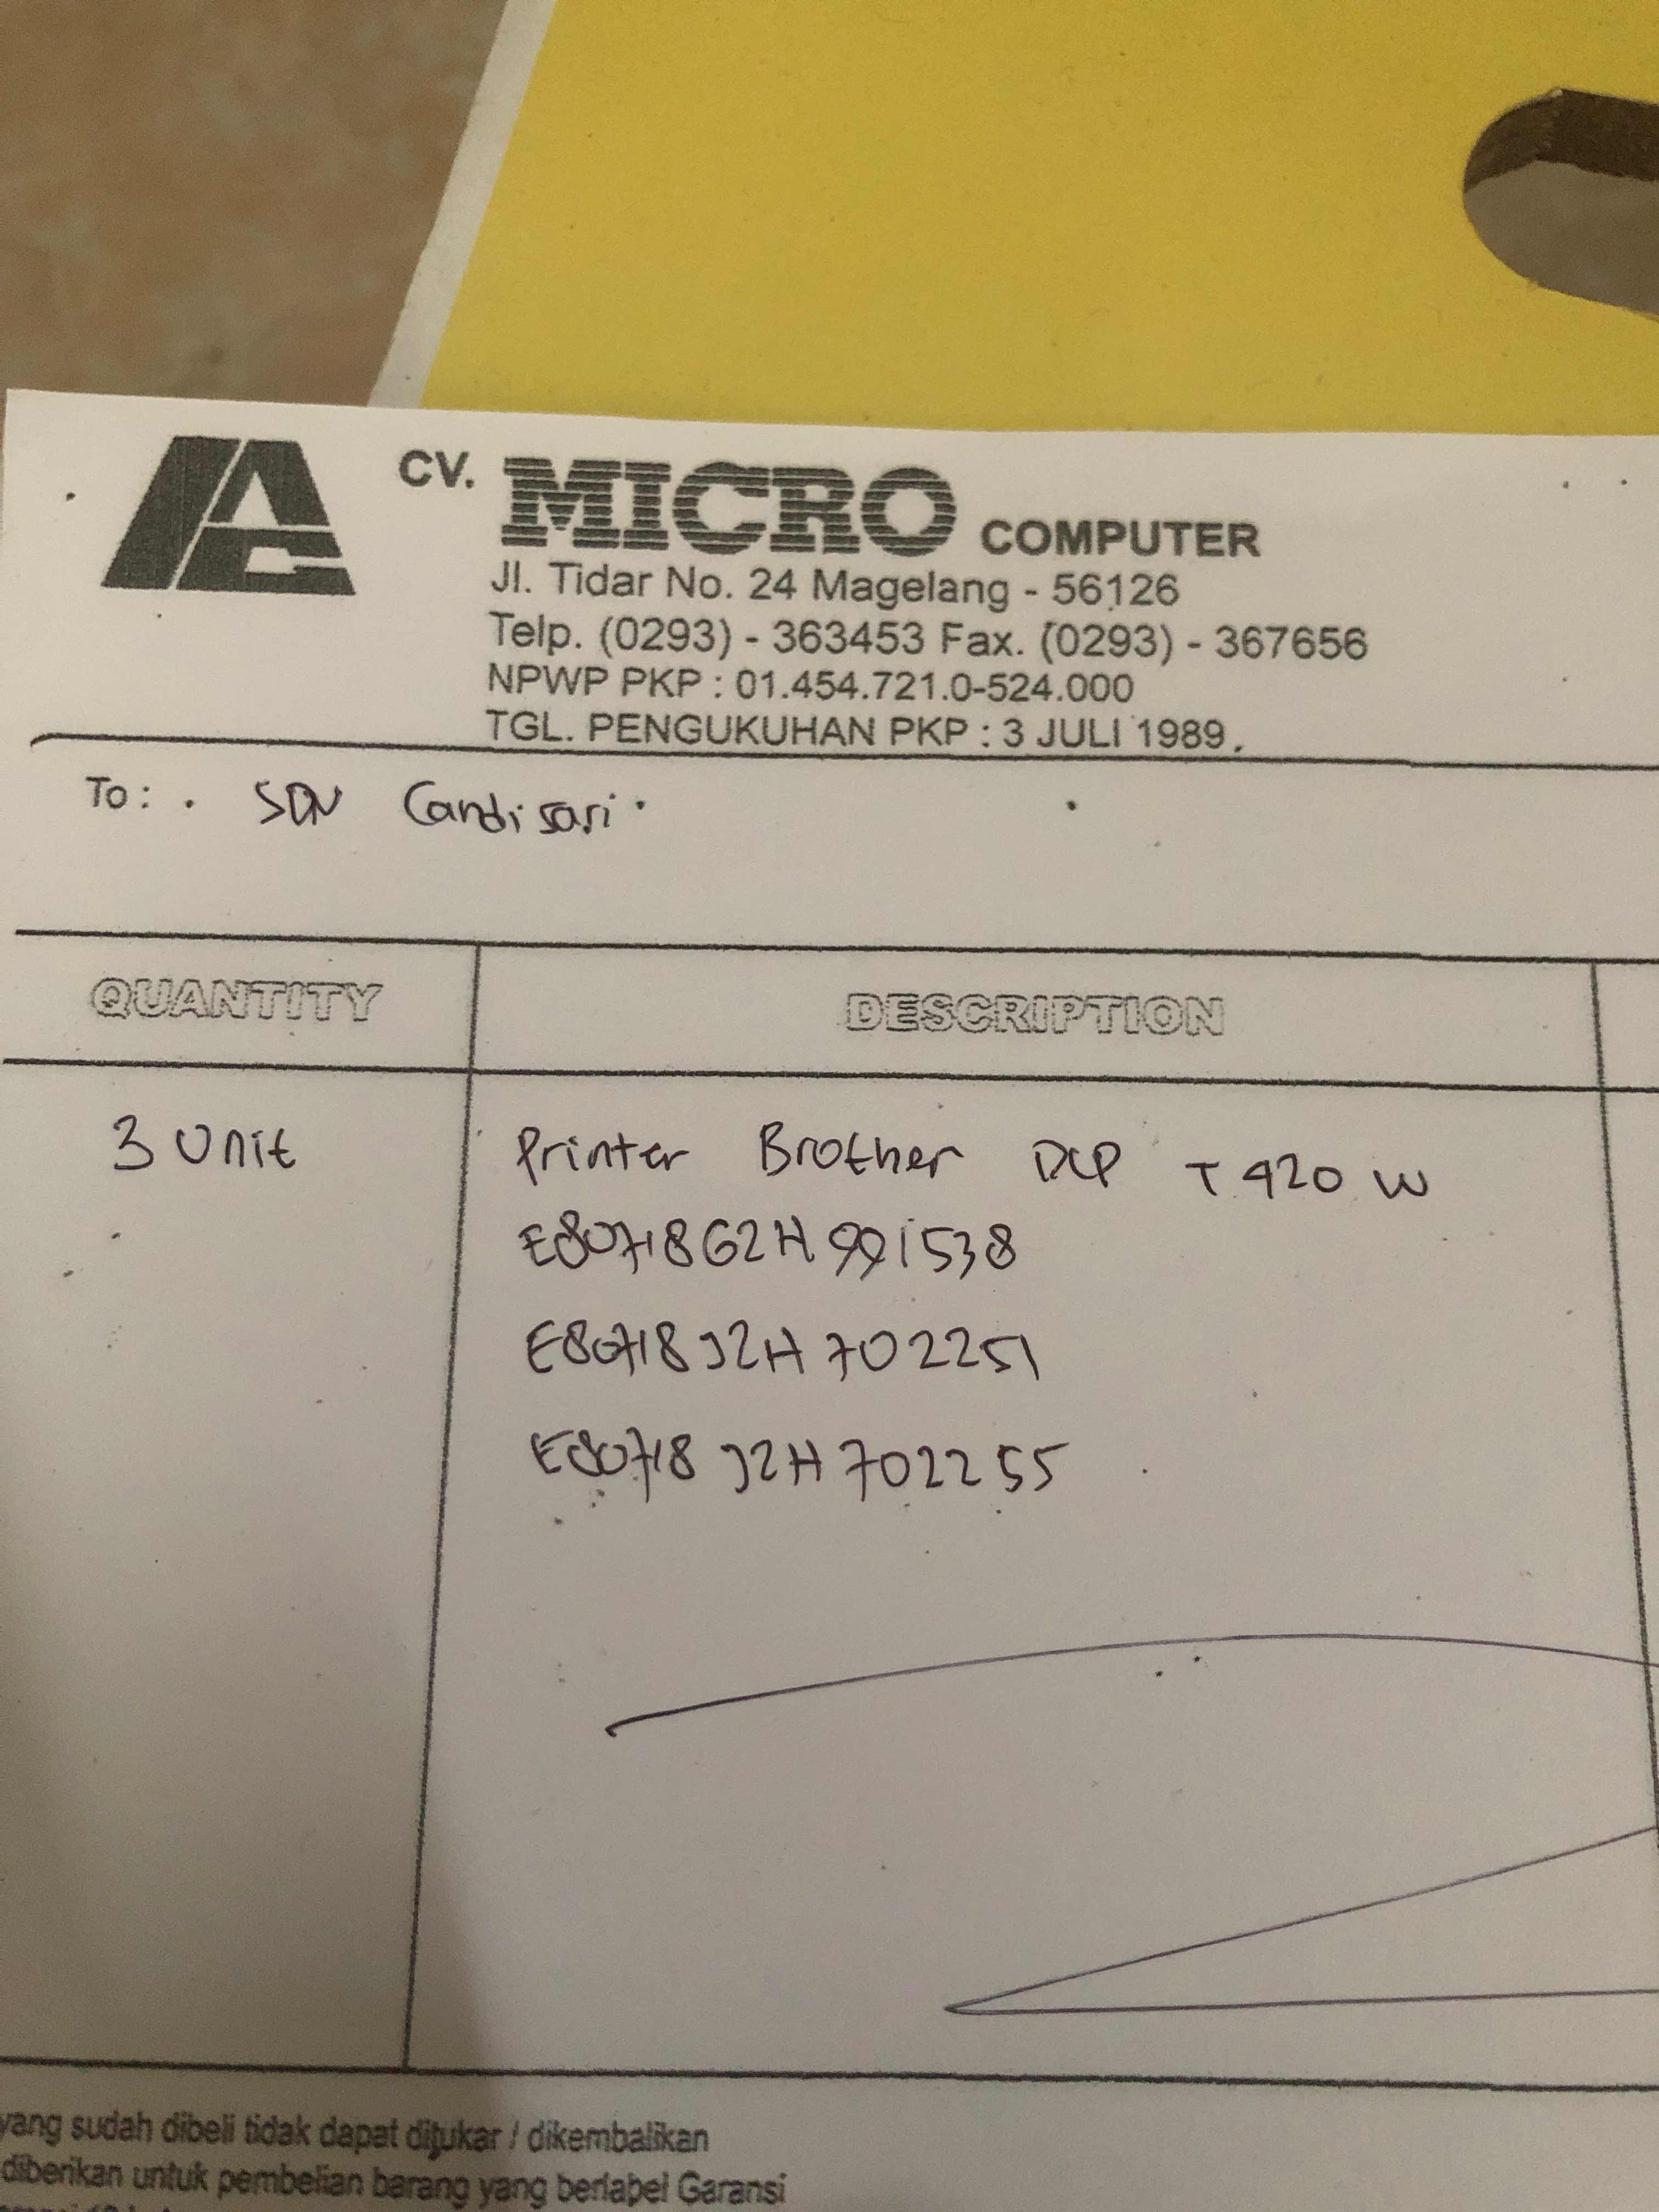 CV. MICRO COMPUTER
Jl. Tidar No. 24 Magelang - 56126
Telp. (0293) - 363453 Fax. (0293) - 367656
NPWP PKP : 01.454.721.0-524.000
TGL. PENGUKUHAN PKP : 3 JULI 1989.
To : SDN Candisari
QUANTITY DESCRIPTION
3 Unit Printer Brother DCP T420 W
E80718G2H991538
E80718J2H702251
E80718J2H702255
yang sudah dibeli tidak dapat ditukar / dikembalikan
diberikan untuk pembelian barang yang berlabel Garansi